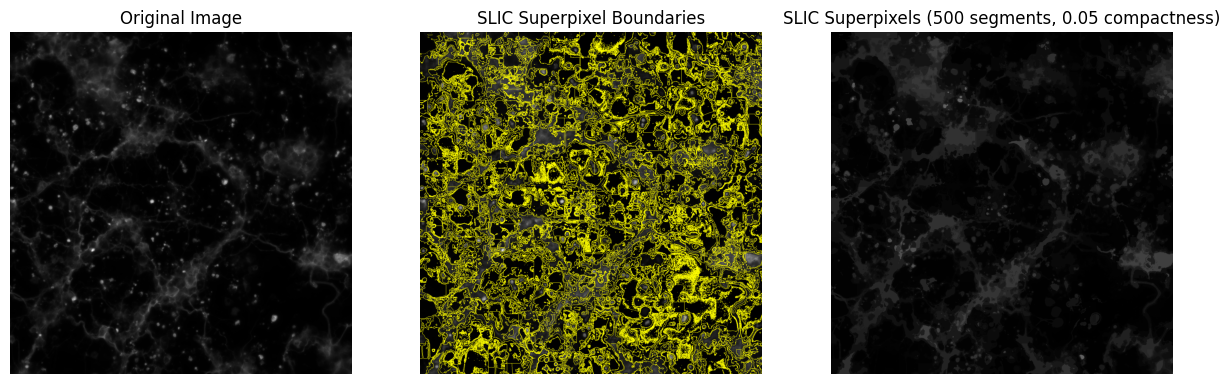 Original Image
SLIC Superpixel Boundaries
SLIC Superpixels (500 segments, 0.05 compactness)